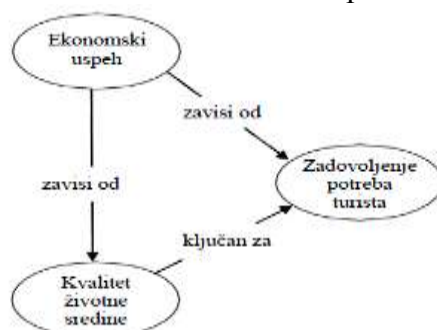 Ekonomski
uspeh
zavisi od
Zadovoljenje
potreba
turista
zavisi od
ključan za
Kvalitet
životne
sredine